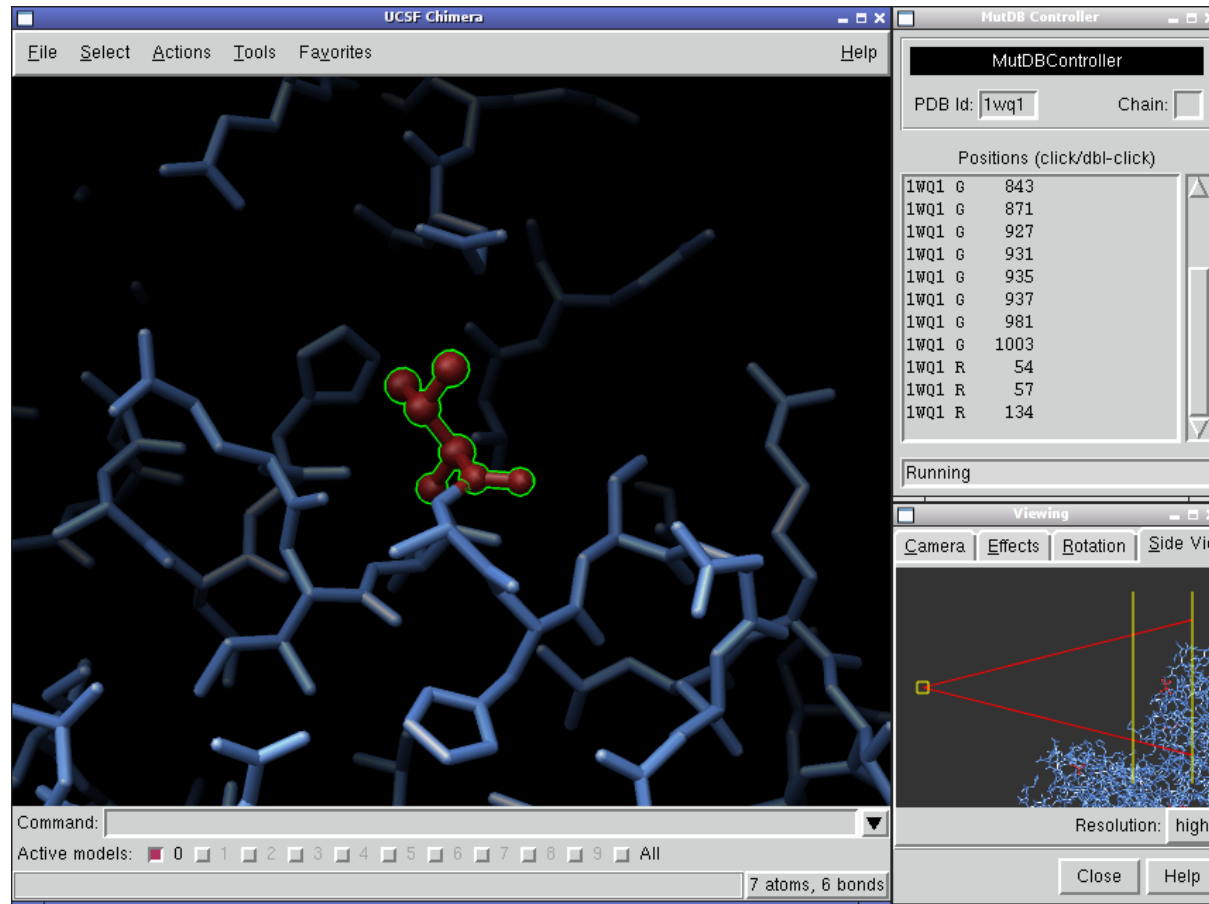 UCSF Chimera
File Select Actions Tools Favorites Help
Command:
Active models: 0 1 2 3 4 5 6 7 8 9 All
7 atoms, 6 bonds
MutDB Controller
MutDBController
PDB Id: 1wq1 Chain:
Positions (click/dbl-click)
1WQ1 G 843
1WQ1 G 871
1WQ1 G 927
1WQ1 G 931
1WQ1 G 935
1WQ1 G 937
1WQ1 G 981
1WQ1 G 1003
1WQ1 R 54
1WQ1 R 57
1WQ1 R 134
Running
Viewing
Camera Effects Rotation Side Vie
Resolution: high
Close Help